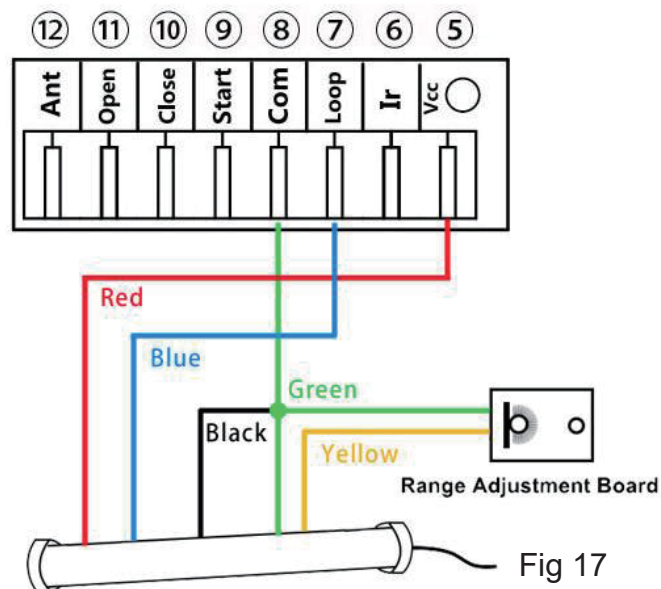 12 11 10 9 8 7 6 5
Ant Open Close Start Com Loop Ir Vcc
Red
Blue
Green
Black
Yellow
Range Adjustment Board
Fig 17